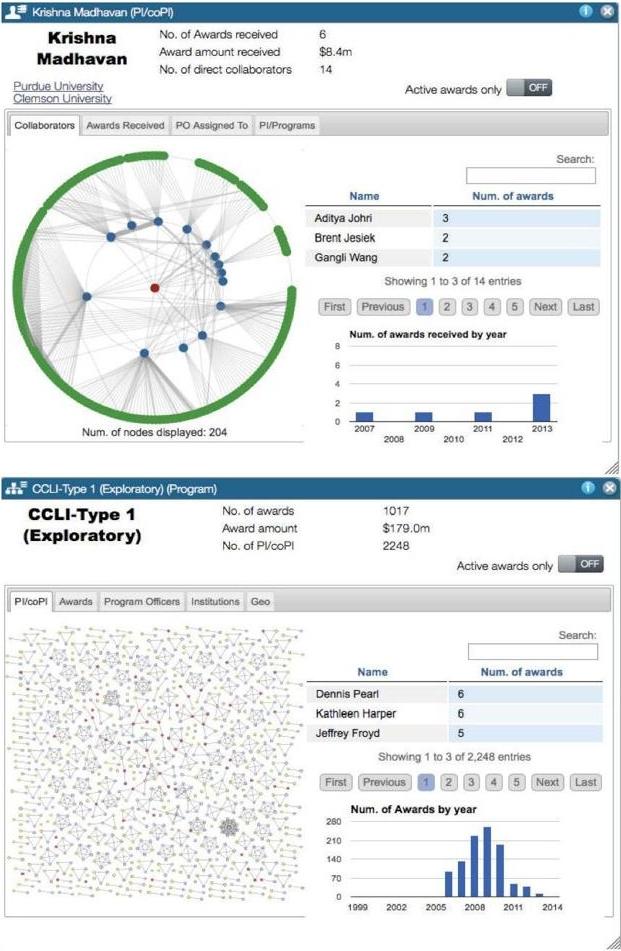 Krishna Madhavan (PI/coPI)
Krishna
Madhavan
Purdue University
Clemson University
No. of Awards received 6
Award amount received $8.4m
No. of direct collaborators 14
Active awards only OFF
Collaborators Awards Received PO Assigned To PI/Programs
Num. of nodes displayed: 204
Search:
Name Num. of awards
Aditya Johri 3
Brent Jesiek 2
Gangli Wang 2
Showing 1 to 3 of 14 entries
First Previous 1 2 3 4 5 Next Last
Num. of awards received by year
8
6
4
2
0
2007 2009 2011 2013
2008 2010 2012
CCLI-Type 1 (Exploratory) (Program)
CCLI-Type 1
(Exploratory)
No. of awards 1017
Award amount $179.0m
No. of PI/coPI 2248
Active awards only OFF
PI/coPI Awards Program Officers Institutions Geo
Search:
Name Num. of awards
Dennis Pearl 6
Kathleen Harper 6
Jeffrey Froyd 5
Showing 1 to 3 of 2,248 entries
First Previous 1 2 3 4 5 Next Last
Num. of Awards by year
280
210
140
70
0
1999 2002 2005 2008 2011 2014